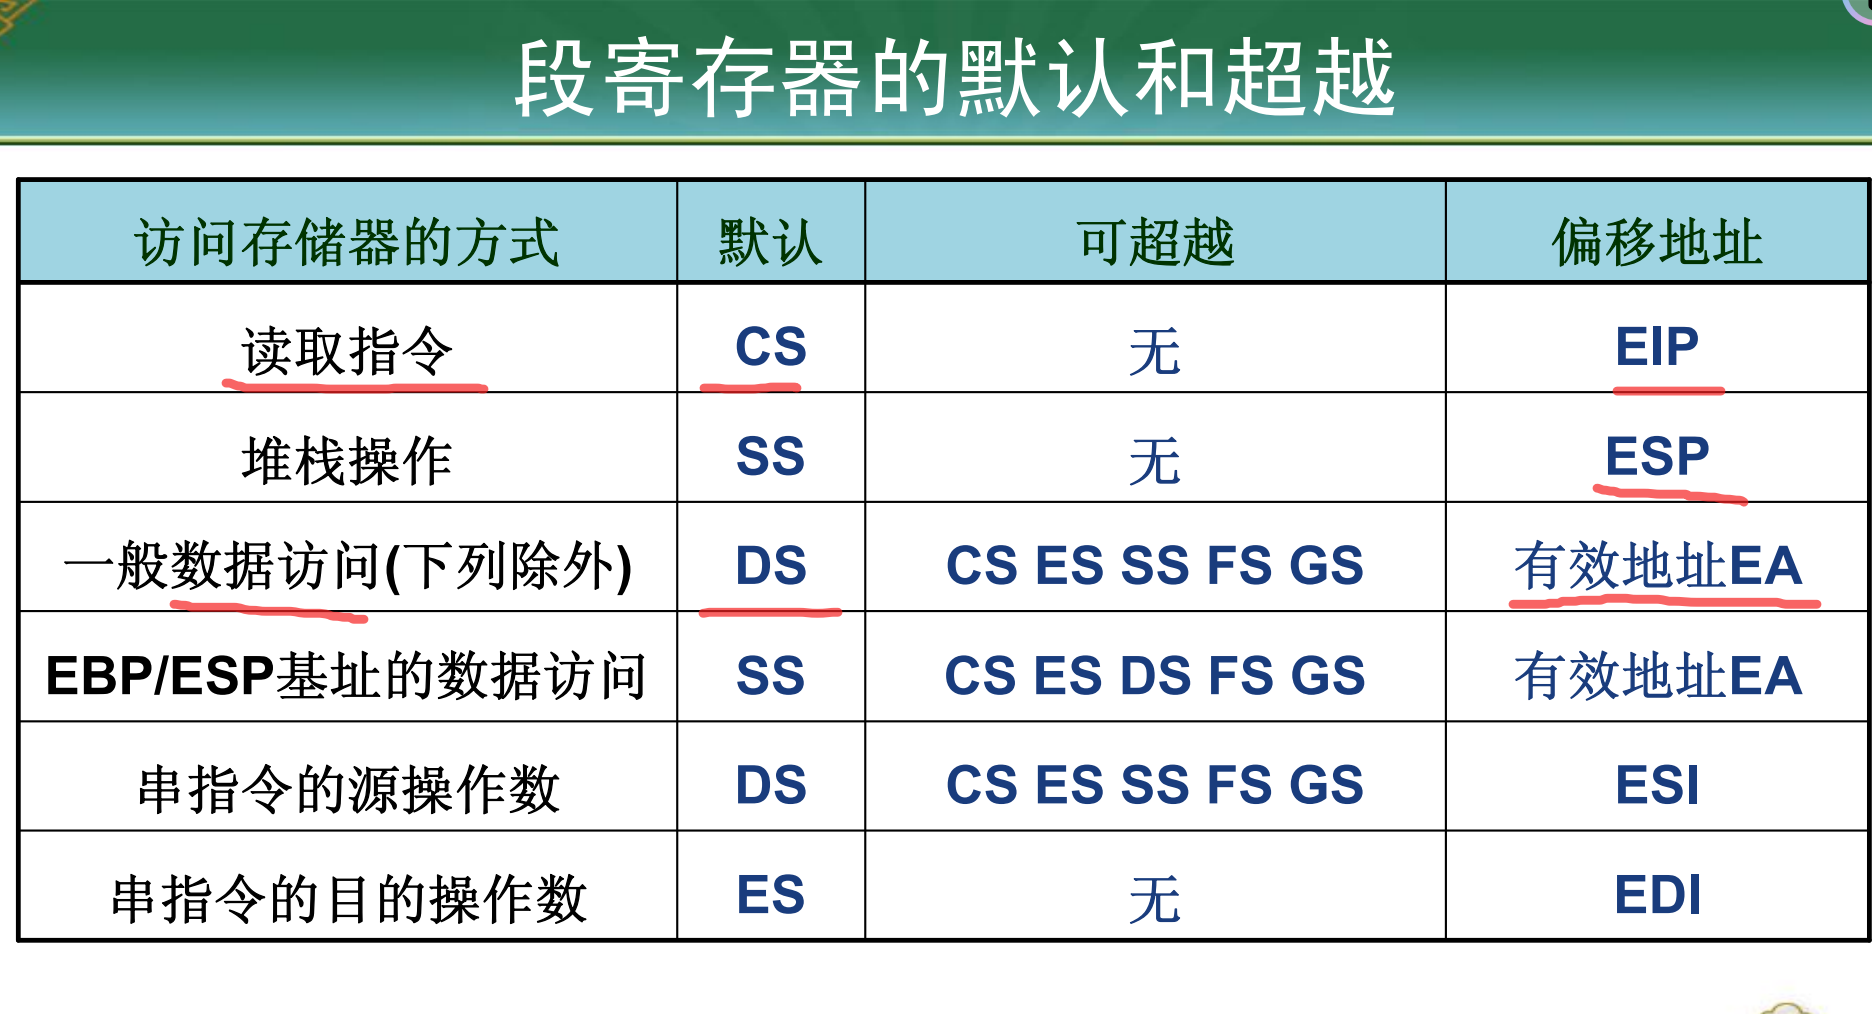 段寄存器的默认和超越
访问存储器的方式 默认 可超越 偏移地址
读取指令 CS 无 EIP
堆栈操作 SS 无 ESP
一般数据访问(下列除外) DS CS ES SS FS GS 有效地址EA
EBP/ESP基址的数据访问 SS CS ES DS FS GS 有效地址EA
串指令的源操作数 DS CS ES SS FS GS ESI
串指令的目的操作数 ES 无 EDI